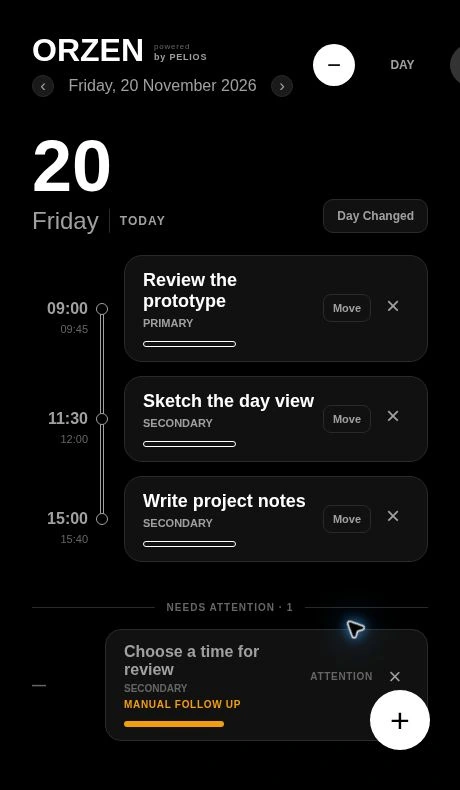 ORZEN powered
by PELIOS
− DAY
‹ Friday, 20 November 2026 ›
20
Friday TODAY
Day Changed
Review the
prototype
PRIMARY
09:00
09:45
Move ×
Sketch the day view
SECONDARY
11:30
12:00
Move ×
Write project notes
SECONDARY
15:00
15:40
Move ×
NEEDS ATTENTION · 1
Choose a time for
review
SECONDARY
MANUAL FOLLOW UP
—
ATTENTION ×
+